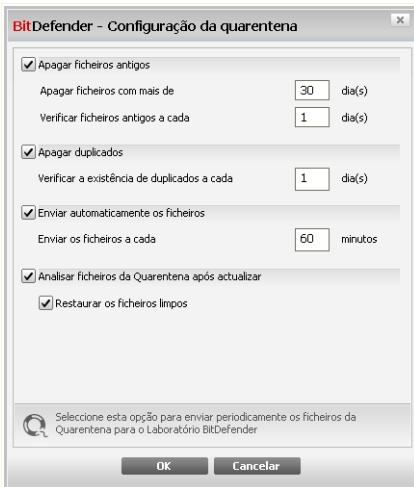 BitDefender - Configuração da quarentena
Apagar ficheiros antigos
Apagar ficheiros com mais de 30 dia(s)
Verificar ficheiros antigos a cada 1 dia(s)
Apagar duplicados
Verificar a existência de duplicados a cada 1 dia(s)
Enviar automaticamente os ficheiros
Enviar os ficheiros a cada 60 minutos
Analisar ficheiros da Quarentena após actualizar
Restaurar os ficheiros limpos
Seleccione esta opção para enviar periodicamente os ficheiros da
Quarentena para o Laboratório BitDefender
OK Cancelar